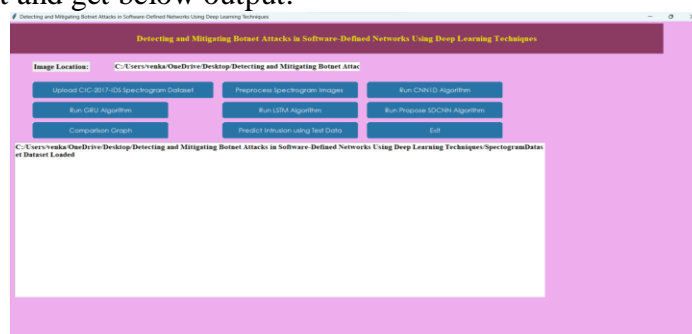 t and get below output.
Detecting and Mitigating Botnet Attacks in Software-Defined Networks Using Deep Learning Techniques
Detecting and Mitigating Botnet Attacks in Software-Defined Networks Using Deep Learning Techniques
Image Location: C:/Users/venka/OneDrive/Desktop/Detecting and Mitigating Botnet Attac
Upload CIC-2017-IDS Spectrogram Dataset Preprocess Spectrogram Images Run CNN1D Algorithm
Run GRU Algorithm Run LSTM Algorithm Run Propose SDCNN Algorithm
Comparison Graph Predict Intrusion using Test Data Exit
C:/Users/venka/OneDrive/Desktop/Detecting and Mitigating Botnet Attacks in Software-Defined Networks Using Deep Learning Techniques/SpectogramDatas
et Dataset Loaded